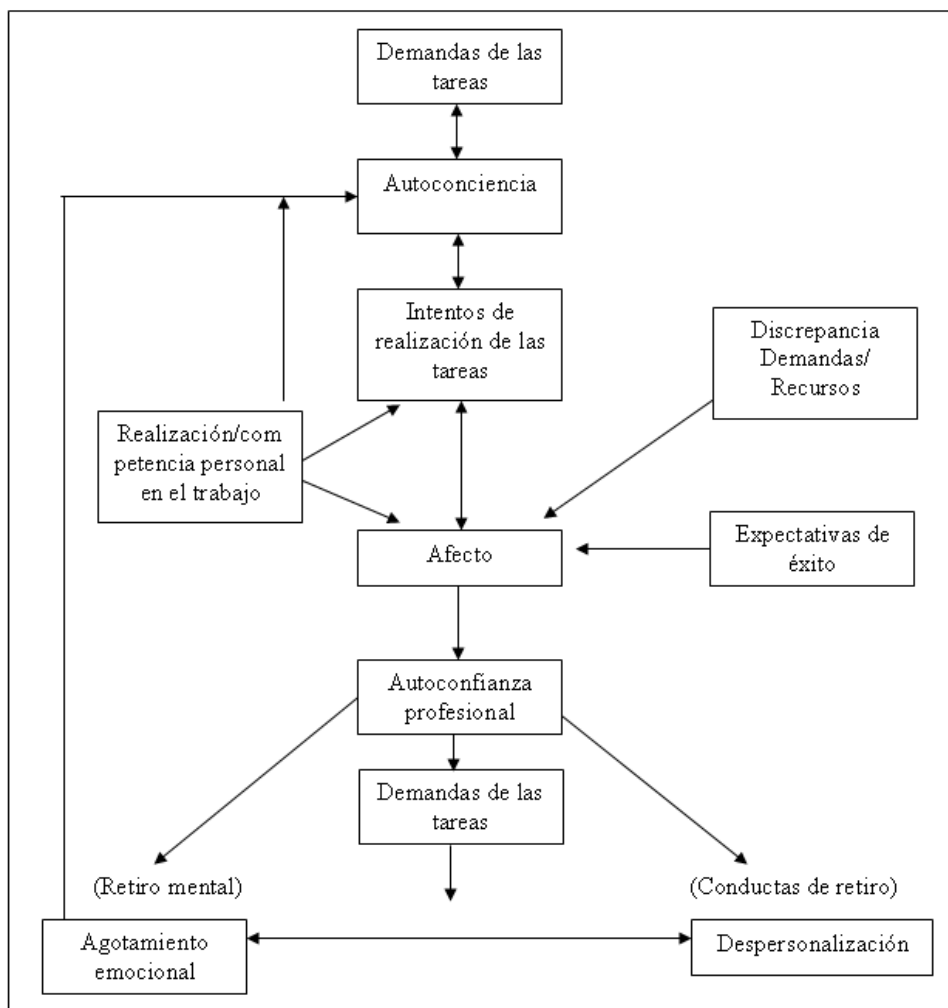 Demandas de las
tareas
Autoconciencia
Intentos de
realización de las
tareas
Discrepancia
Demandas/
Recursos
Realización/com
petencia personal
en el trabajo
Afecto
Expectativas de
éxito
Autoconfianza
profesional
Demandas de las
tareas
(Retiro mental)
(Conductas de retiro)
Agotamiento
emocional
Despersonalización